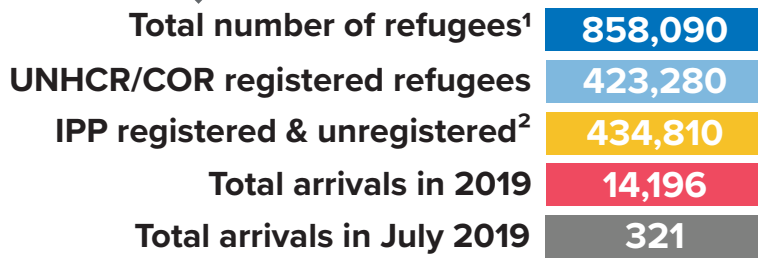 Total number of refugees¹ 858,090
UNHCR/COR registered refugees 423,280
IPP registered & unregistered² 434,810
Total arrivals in 2019 14,196
Total arrivals in July 2019 321